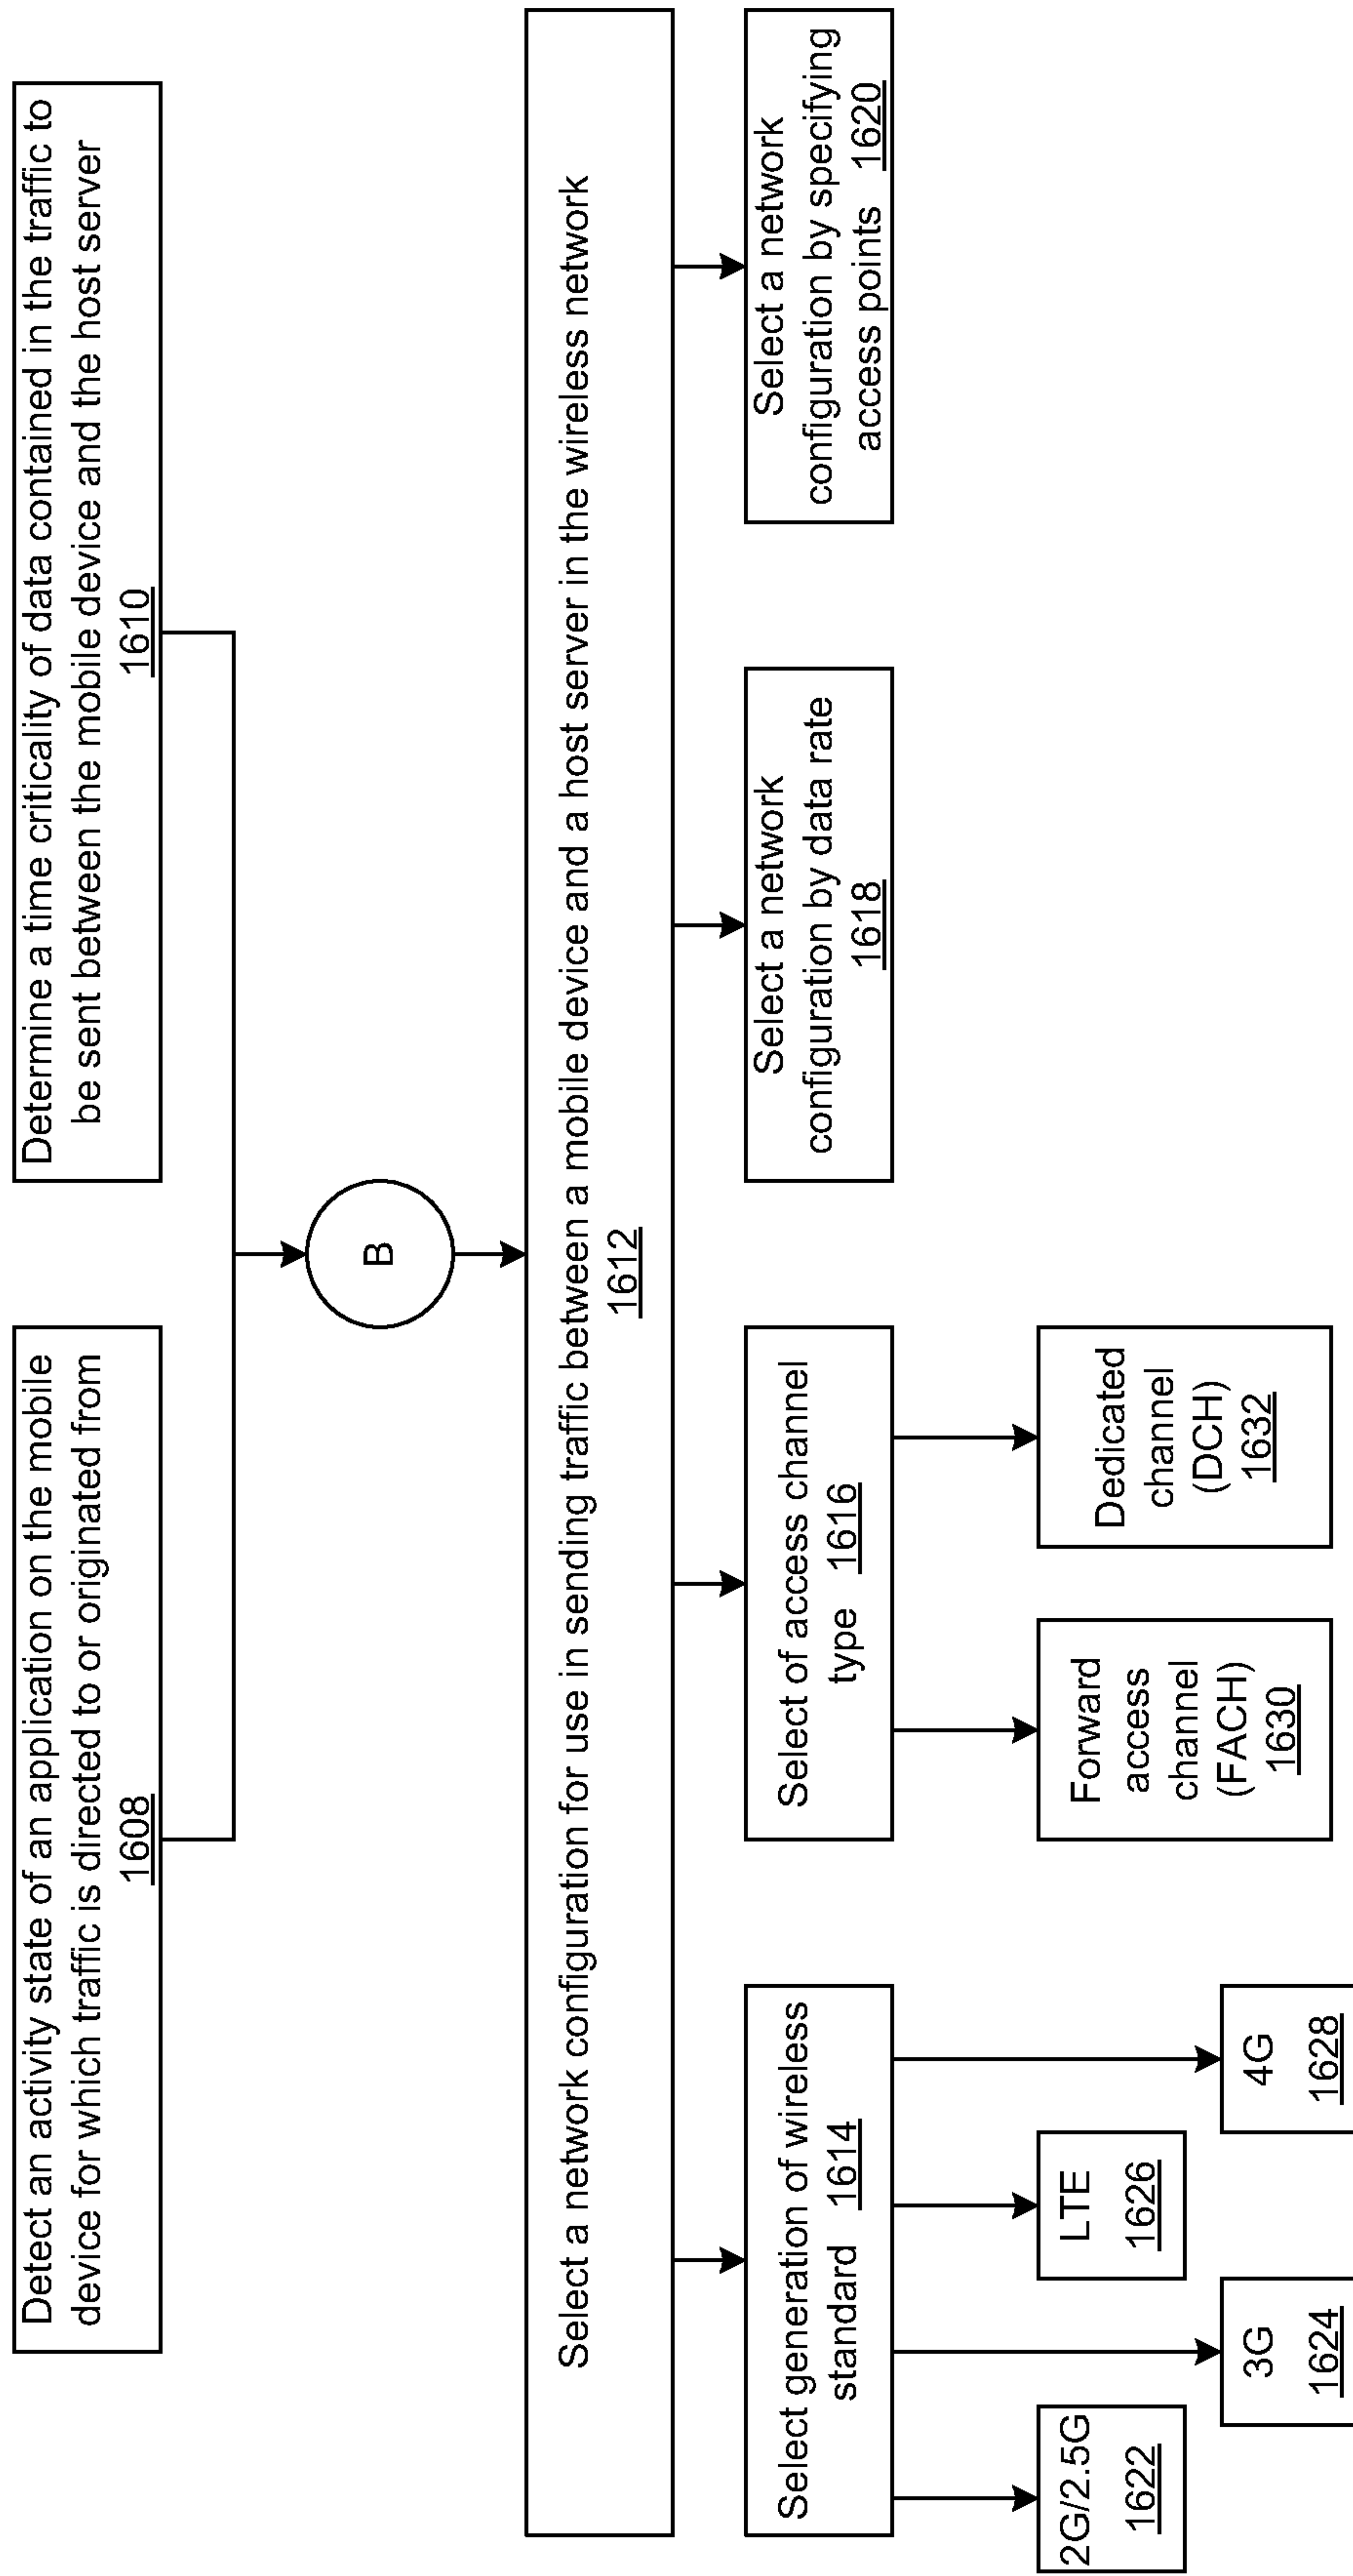 Detect an activity state of an application on the mobile
device for which traffic is directed to or originated from
1608
Determine a time criticality of data contained in the traffic to
be sent between the mobile device and the host server
1610
B
Select a network configuration for use in sending traffic between a mobile device and a host server in the wireless network
1612
Select generation of wireless
standard 1614
Select of access channel
type 1616
Select a network
configuration by data rate
1618
Select a network
configuration by specifying
access points 1620
2G/2.5G
1622
3G
1624
LTE
1626
4G
1628
Forward
access
channel
(FACH)
1630
Dedicated
channel
(DCH)
1632